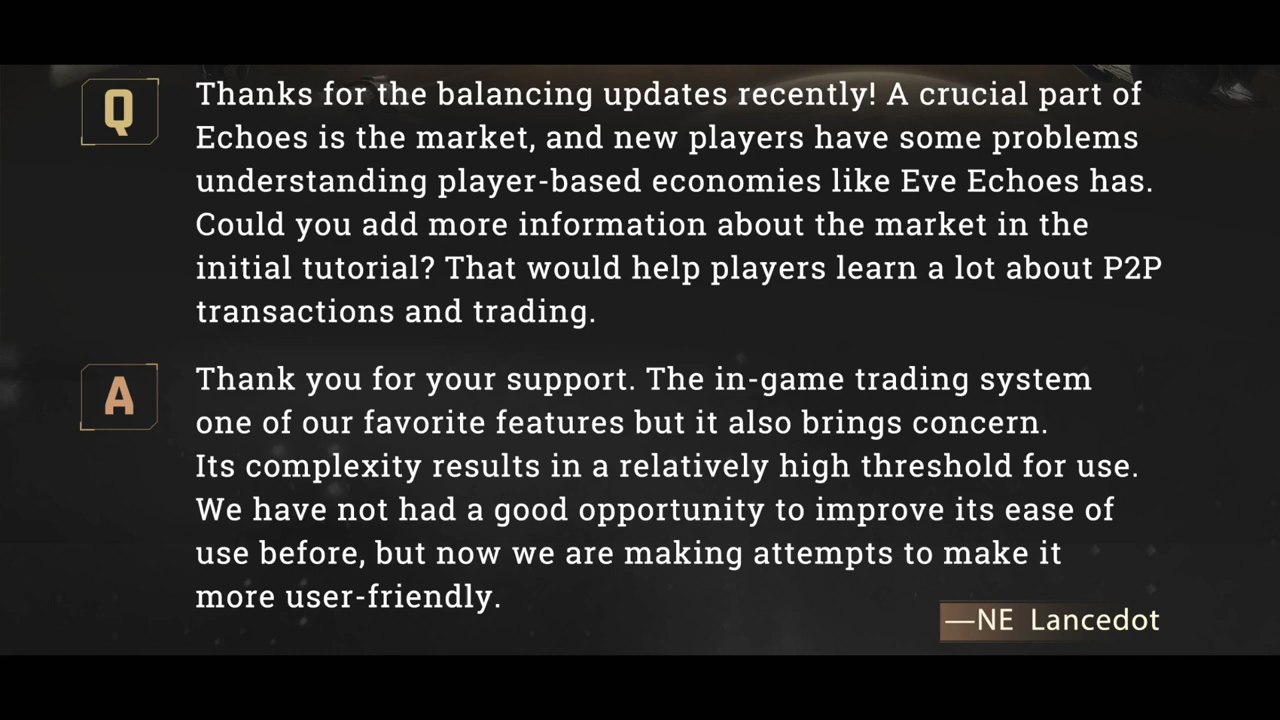 Q
Thanks for the balancing updates recently! A crucial part of
Echoes is the market, and new players have some problems
understanding player-based economies like Eve Echoes has.
Could you add more information about the market in the
initial tutorial? That would help players learn a lot about P2P
transactions and trading.
A
Thank you for your support. The in-game trading system
one of our favorite features but it also brings concern.
Its complexity results in a relatively high threshold for use.
We have not had a good opportunity to improve its ease of
use before, but now we are making attempts to make it
more user-friendly.
—NE Lancedot